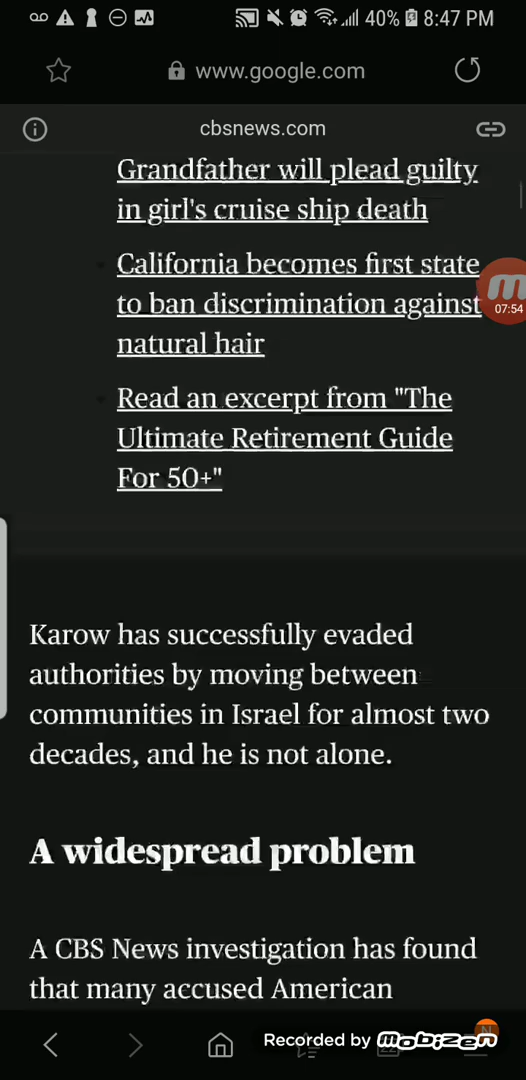 40% 8:47 PM
www.google.com
cbsnews.com
Grandfather will plead guilty
in girl's cruise ship death
California becomes first state
to ban discrimination against
natural hair
07:54
Read an excerpt from "The
Ultimate Retirement Guide
For 50+"
Karow has successfully evaded
authorities by moving between
communities in Israel for almost two
decades, and he is not alone.
A widespread problem
A CBS News investigation has found
that many accused American
Recorded by mobizen
N